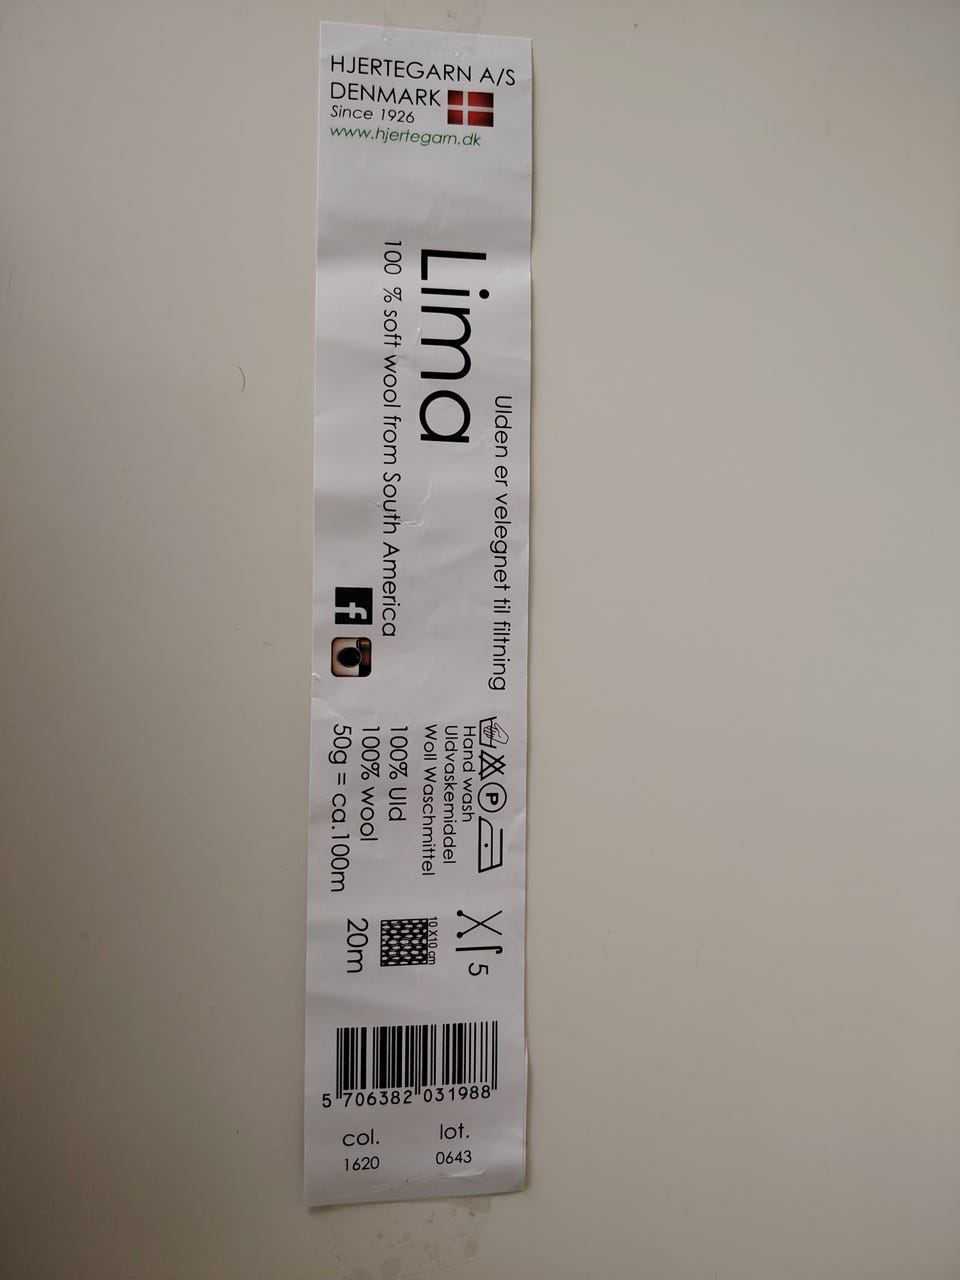 HJERTEGARN A/S
DENMARK
Since 1926
www.hjertegarn.dk
Ulden er velegnet til filtning
Lima
100 % soft wool from South America
f
P
Hand wash
Uldvaskemiddel
Woll Waschmittel
100% Uld
100% wool
50g = ca.100m
5
10 X10 cm
20m
5 706382 031988
col. lot.
1620 0643